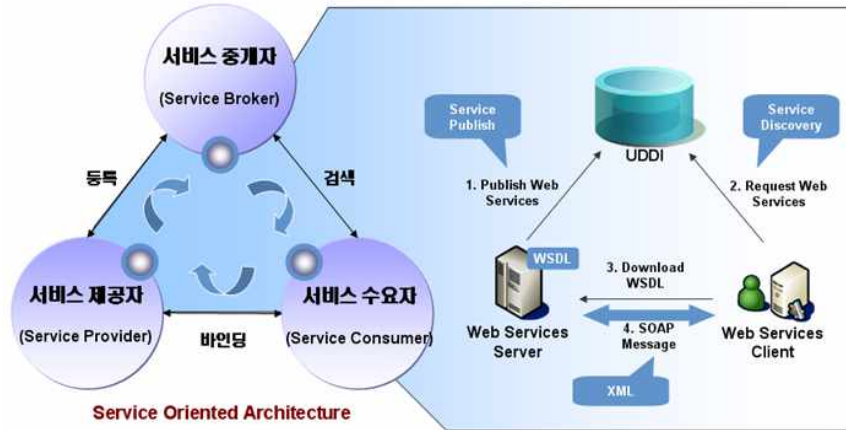 서비스 중개자
(Service Broker)
등록
검색
서비스 제공자
(Service Provider)
바인딩
서비스 수요자
(Service Consumer)
Service Oriented Architecture
Service
Publish
Service
Discovery
UDDI
1. Publish Web
Services
2. Request Web
Services
WSDL
3. Download
WSDL
4. SOAP
Message
Web Services
Server
Web Services
Client
XML